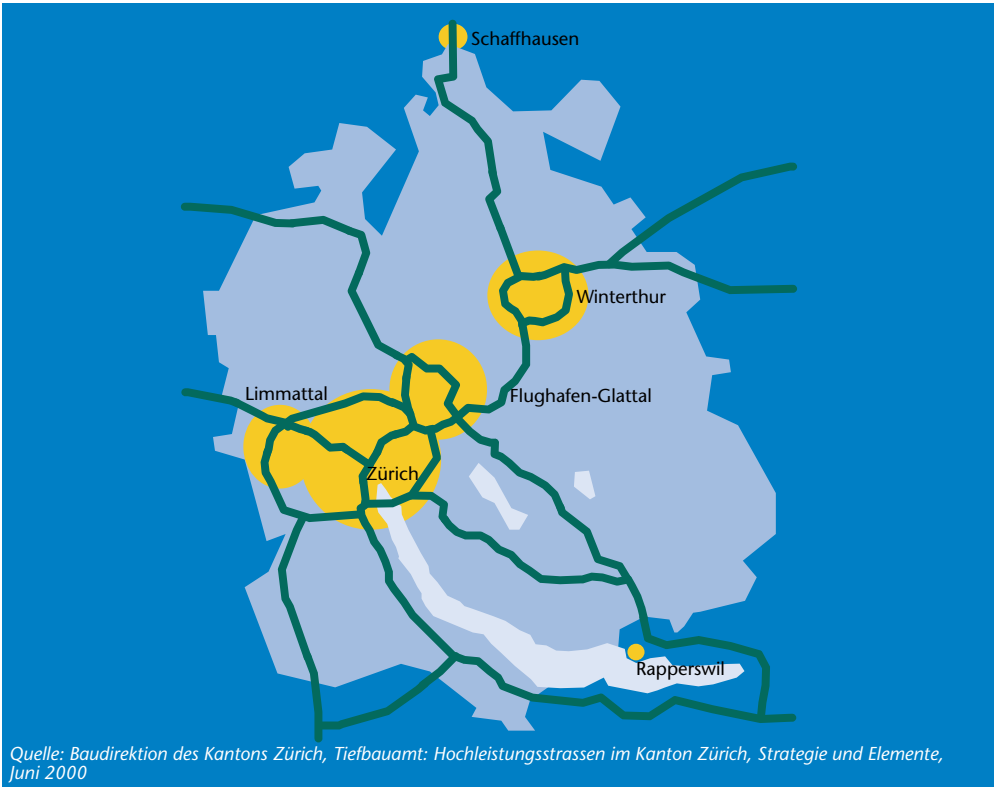 Schaffhausen
Winterthur
Limmattal
Flughafen-Glattal
Zürich
Rapperswil
Quelle: Baudirektion des Kantons Zürich, Tiefbauamt: Hochleistungsstrassen im Kanton Zürich, Strategie und Elemente,
Juni 2000